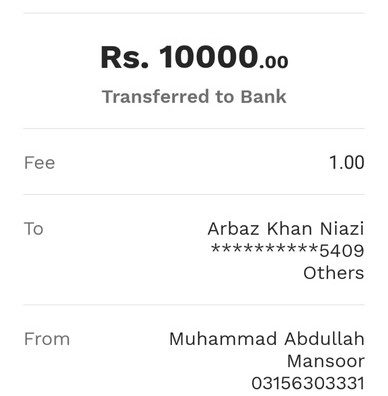 Rs. 10000.00
Transferred to Bank
Fee 1.00
To Arbaz Khan Niazi
**********5409
Others
From Muhammad Abdullah
Mansoor
03156303331